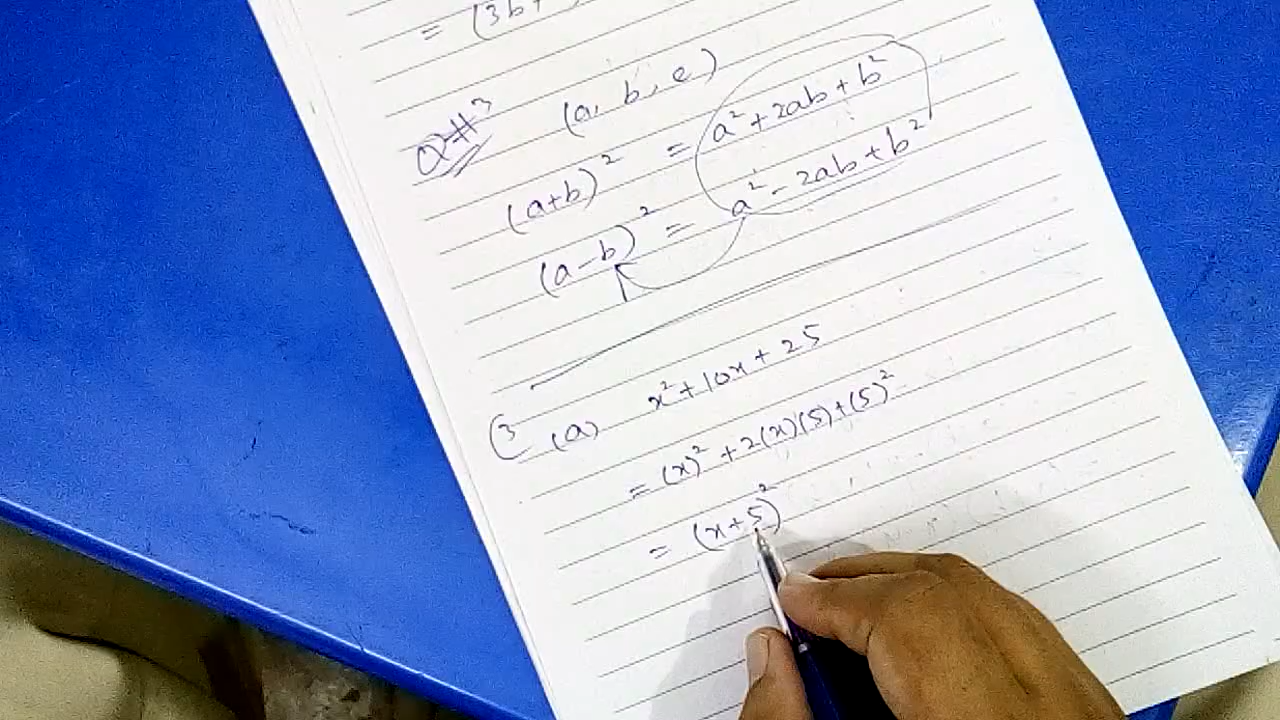 = (3b+
Q#3 (a, b, e)
(a+b)² = a²+2ab+b²
(a-b)² = a²-2ab+b²
3 (a) x²+10x+25
= (x)²+2(x)(5)+(5)²
= (x+5)²